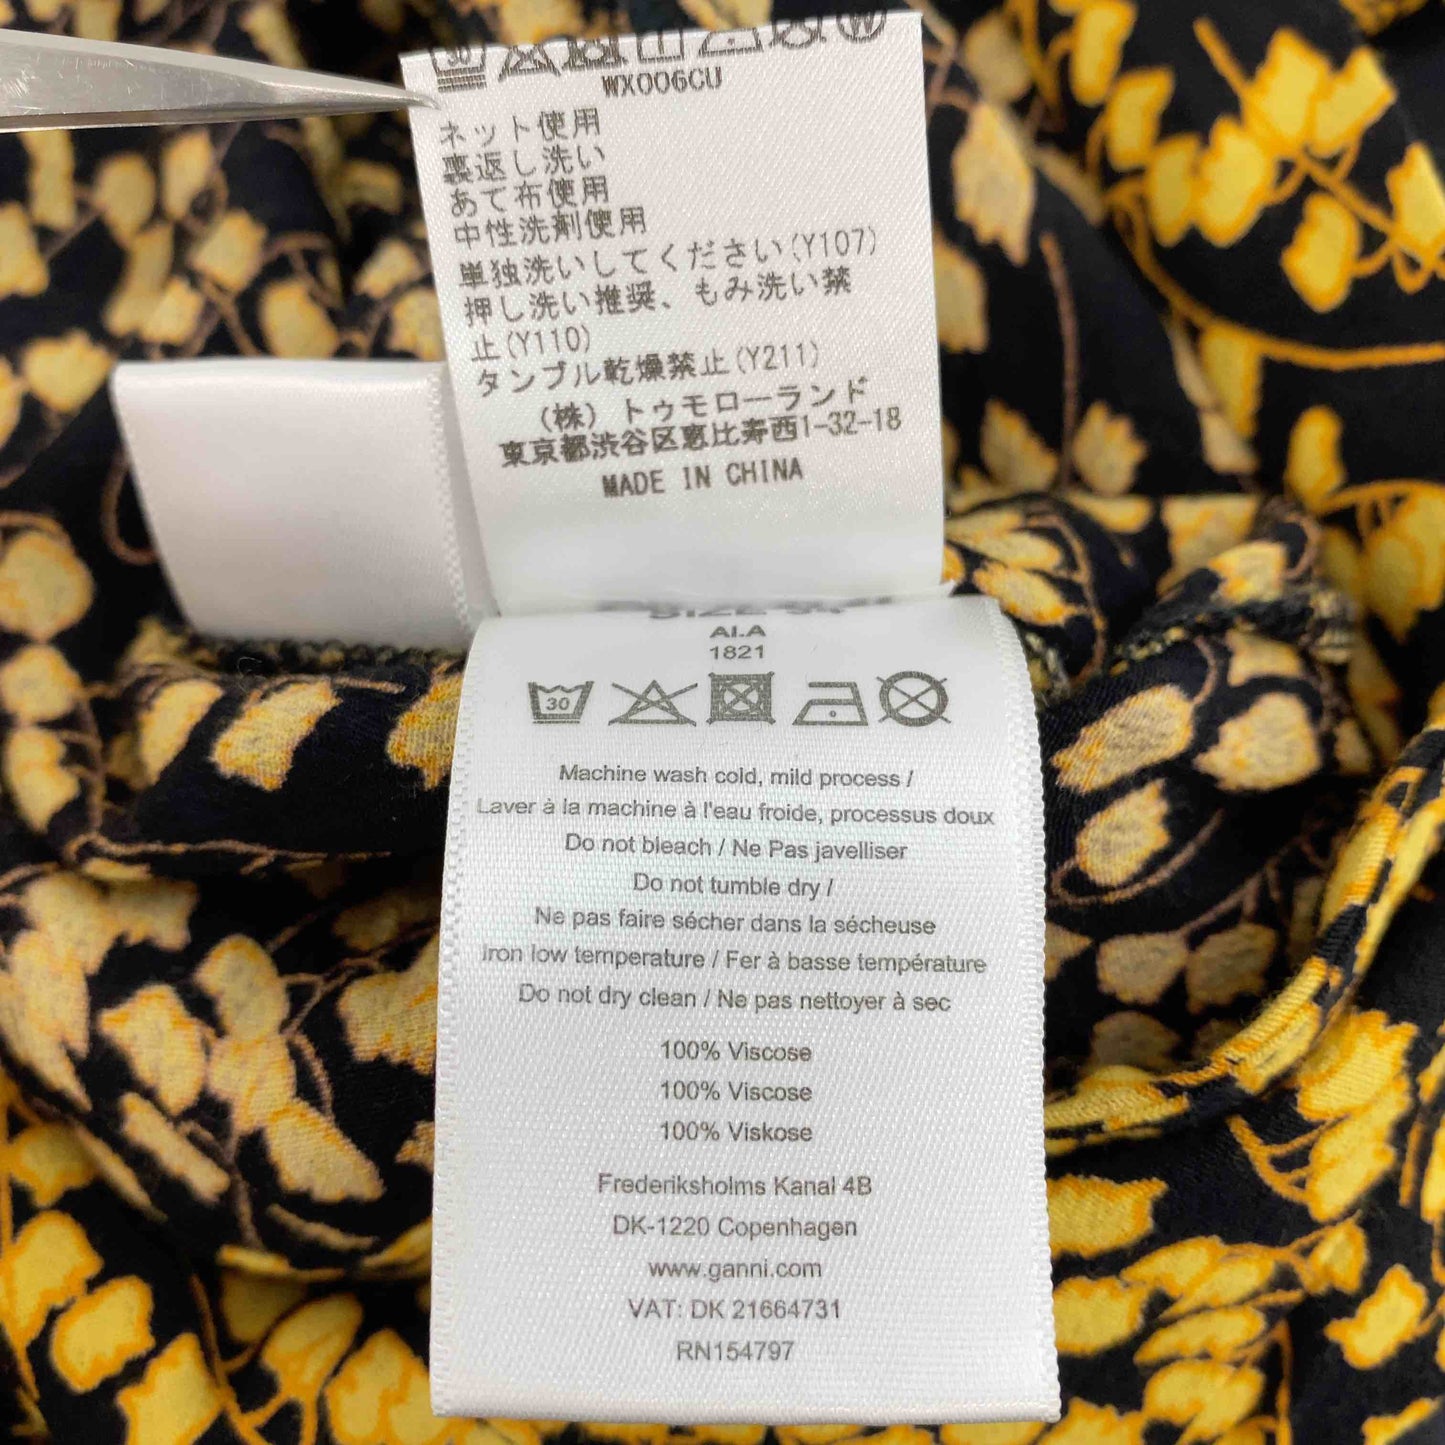 30
WX006CU
ネット使用
裏返し洗い
あて布使用
中性洗剤使用
単独洗いしてください(Y107)
押し洗い推奨、もみ洗い禁
止(Y110)
タンブル乾燥禁止(Y211)
(株) トゥモローランド
東京都渋谷区恵比寿西1-32-18
MADE IN CHINA
AI.A
1821
30
Machine wash cold, mild process /
Laver à la machine à l'eau froide, processus doux
Do not bleach / Ne Pas javelliser
Do not tumble dry /
Ne pas faire sécher dans la sécheuse
Iron low temperature / Fer à basse température
Do not dry clean / Ne pas nettoyer à sec
100% Viscose
100% Viscose
100% Viskose
Frederiksholms Kanal 4B
DK-1220 Copenhagen
www.ganni.com
VAT: DK 21664731
RN154797